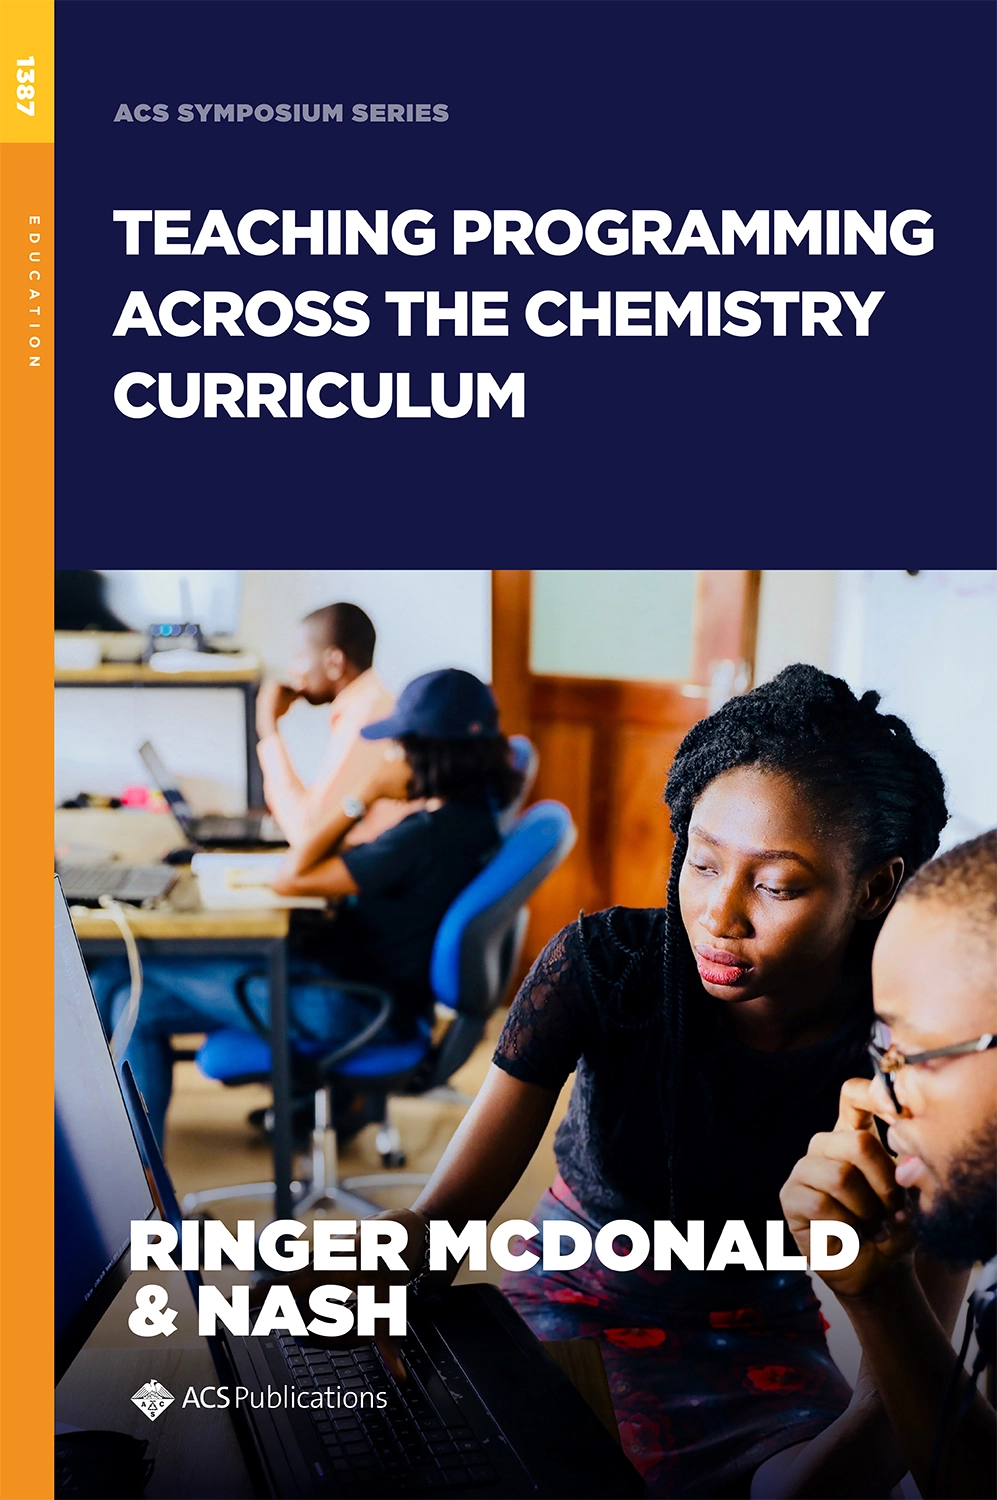 1387
EDUCATION
ACS SYMPOSIUM SERIES
TEACHING PROGRAMMING
ACROSS THE CHEMISTRY
CURRICULUM
RINGER MCDONALD
& NASH
A C S
ACS Publications